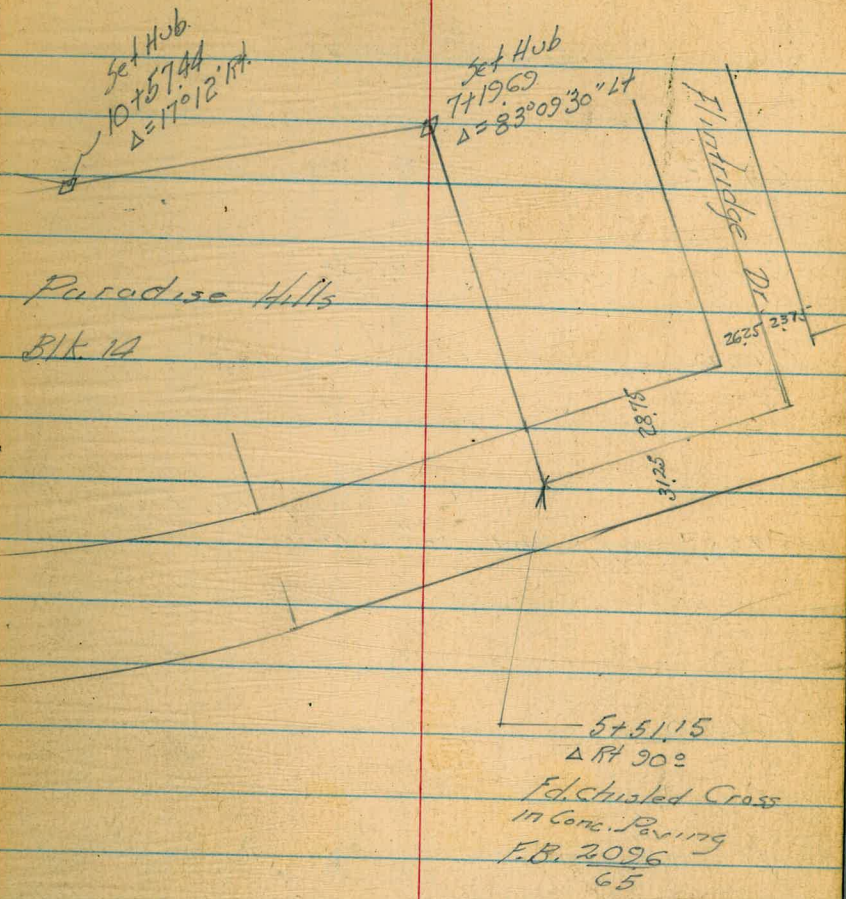 Set Hub.
10+57.44
Δ=17°12' Rt.
Set Hub
7+19.69
Δ=83°09'30" Lt
Flintridge Dr.
26.25 23.75
Paradise Hills
Blk. 14
28.75
31.25
5+51.15
Δ Rt 90°
Fd. Chisled Cross
in Conc. Paving
F.B. 2096
65